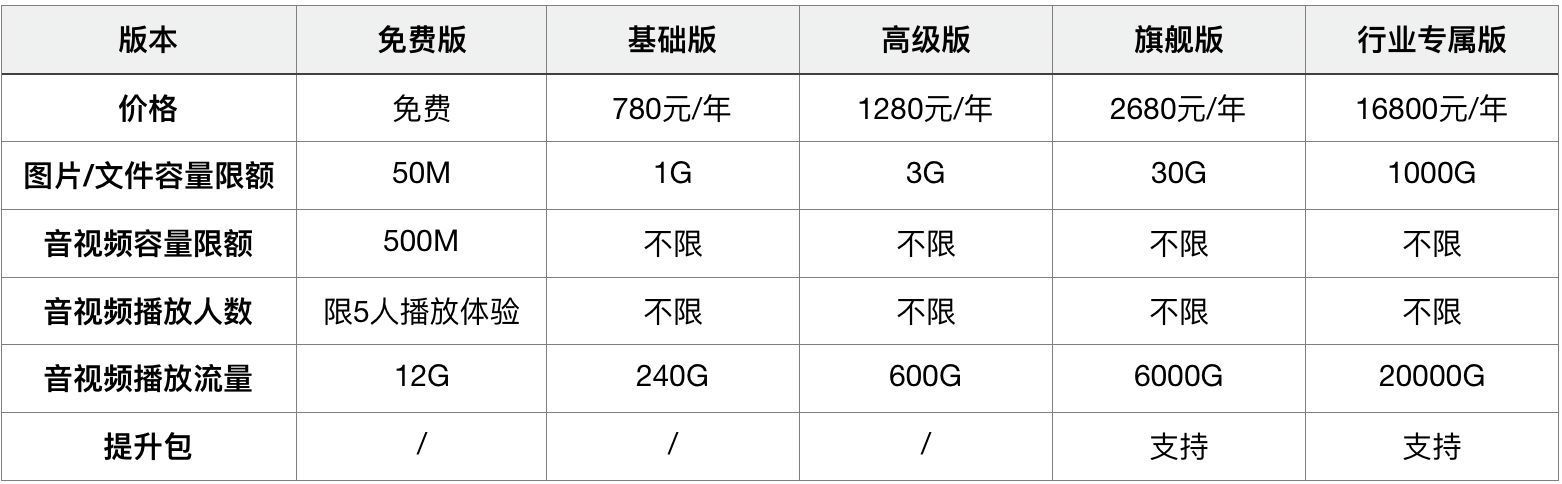 版本 免费版 基础版 高级版 旗舰版 行业专属版
价格 免费 780元/年 1280元/年 2680元/年 16800元/年
图片/文件容量限额 50M 1G 3G 30G 1000G
音视频容量限额 500M 不限 不限 不限 不限
音视频播放人数 限5人播放体验 不限 不限 不限 不限
音视频播放流量 12G 240G 600G 6000G 20000G
提升包 / / / 支持 支持